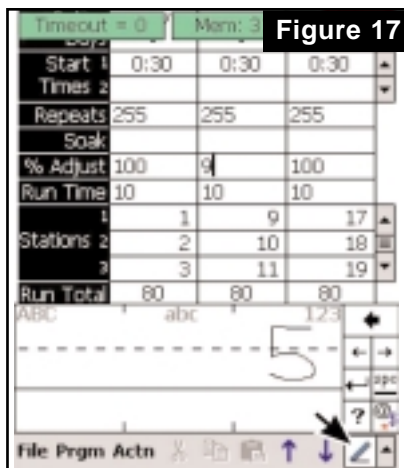 Timeout = 0 Mem: 3 Figure 17
Days
Start 1 0:30 0:30 0:30
Times 2
Repeats 255 255 255
Soak
% Adjust 100 9 100
Run Time 10 10 10
1 1 9 17
Stations 2 2 10 18
3 3 11 19
Run Total 80 80 80
ABC abc 123
5
spc
?
File Prgm Actn